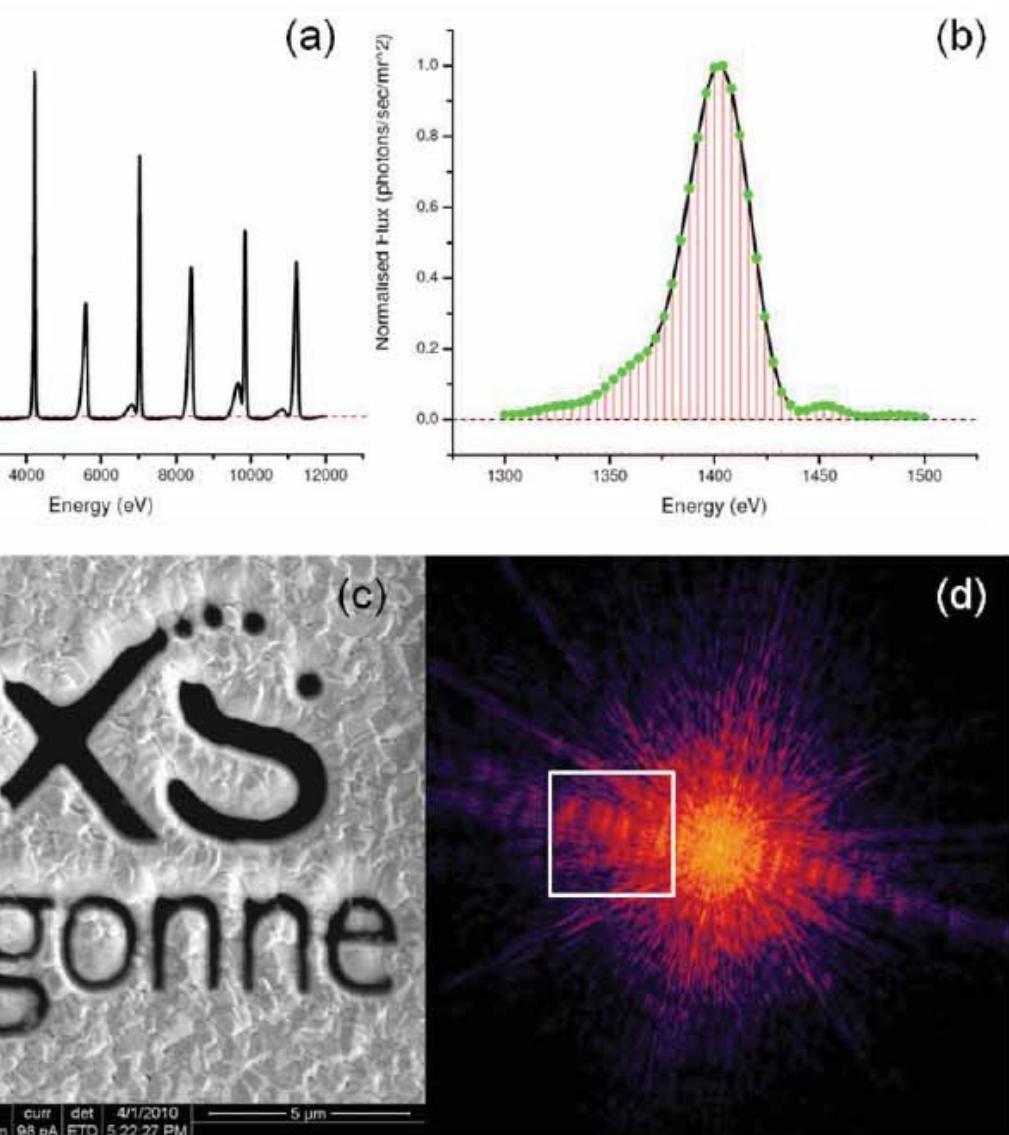 (a)
4000 6000 8000 10000 12000
Energy (eV)
(b)
Normalised Flux (photons/sec/mr^2)
1.0
0.8
0.6
0.4
0.2
0.0
1300 1350 1400 1450 1500
Energy (eV)
(c)
XS
gonne
curr det 4/1/2010 5 µm
98 pA ETD 5:22:27 PM
(d)